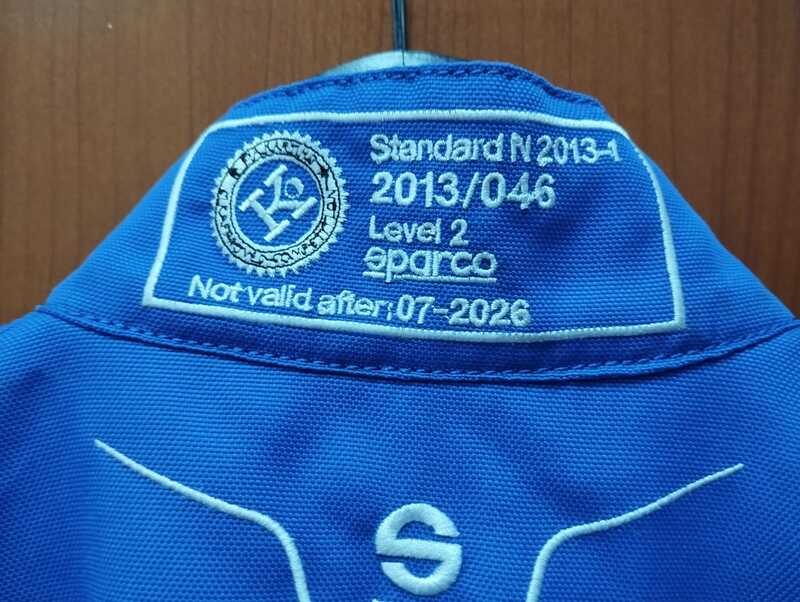 Standard N 2013-1
2013/046
Level 2
sparco
Not valid after: 07-2026
S